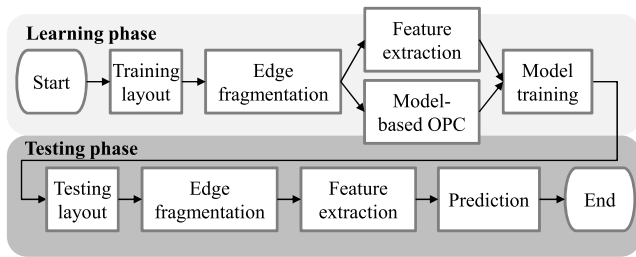 Learning phase
Start
Training
layout
Edge
fragmentation
Feature
extraction
Model-
based OPC
Model
training
Testing phase
Testing
layout
Edge
fragmentation
Feature
extraction
Prediction
End